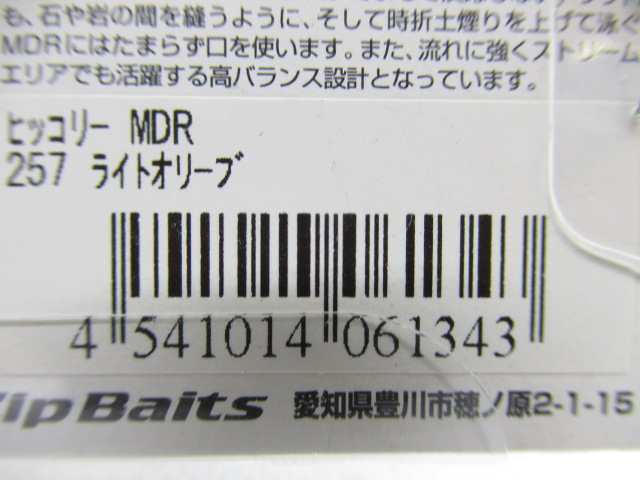 も、石や岩の間を縫うように、そして時折土煙りを上げて泳ぐ
MDRにはたまらず口を使います。また、流れに強くストリーム
エリアでも活躍する高バランス設計となっています。
ヒッコリー MDR
257 ライトオリーブ
4 541014 061343
ZipBaits 愛知県豊川市穂ノ原2-1-15